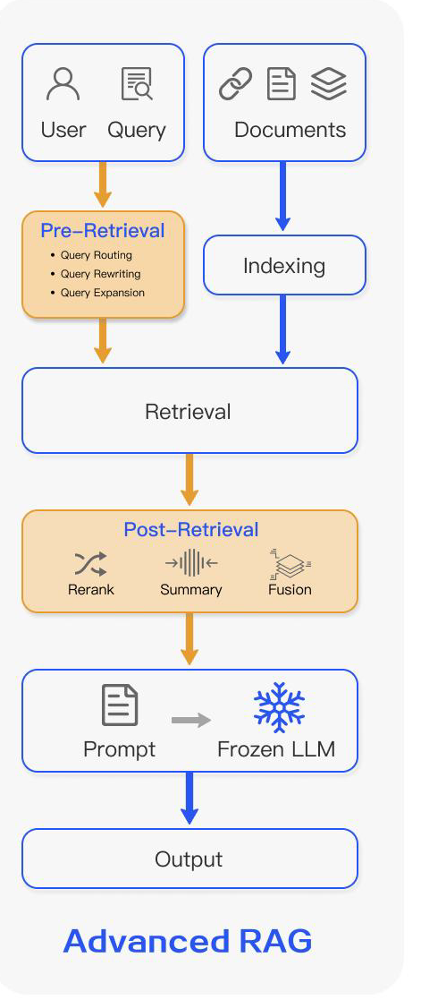 User Query
Documents
Pre-Retrieval
• Query Routing
• Query Rewriting
• Query Expansion
Indexing
Retrieval
Post-Retrieval
Rerank Summary Fusion
Prompt Frozen LLM
Output
Advanced RAG